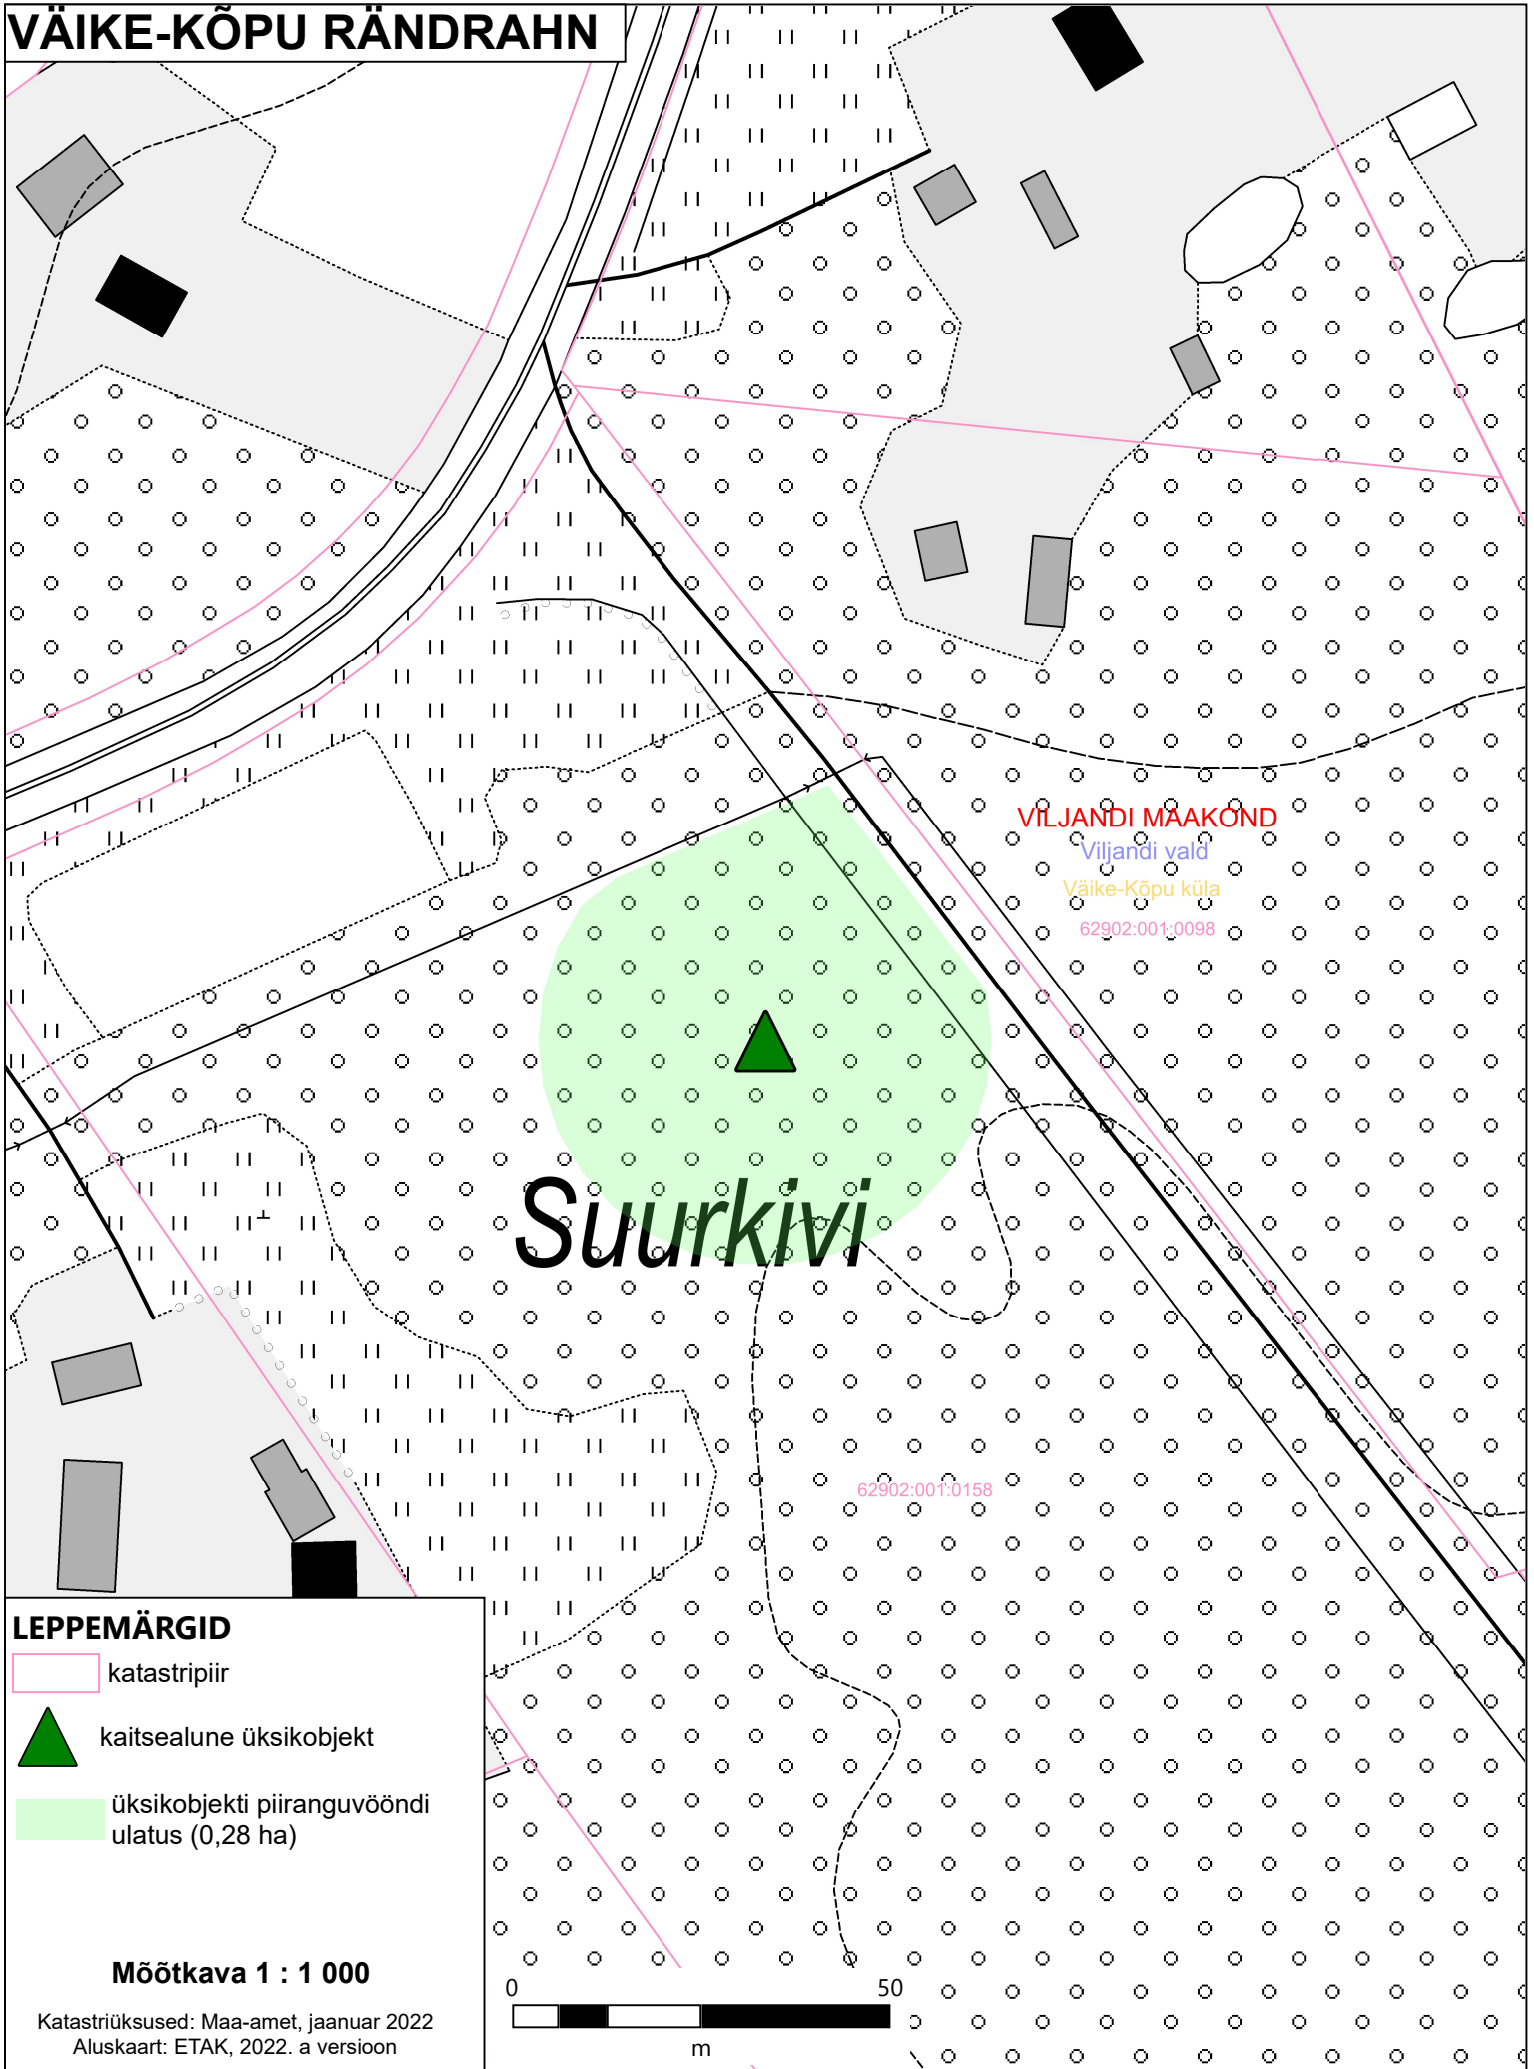 VÄIKE-KÕPU RÄNDRAHN
VILJANDI MAAKOND
Viljandi vald
Väike-Kõpu küla
62902:001:0098
Suurkivi
62902:001:0158
LEPPEMÄRGID
katastripiir
kaitsealune üksikobjekt
üksikobjekti piiranguvööndi
ulatus (0,28 ha)
Mõõtkava 1 : 1 000
Katastriüksused: Maa-amet, jaanuar 2022
Aluskaart: ETAK, 2022. a versioon
0 50
m